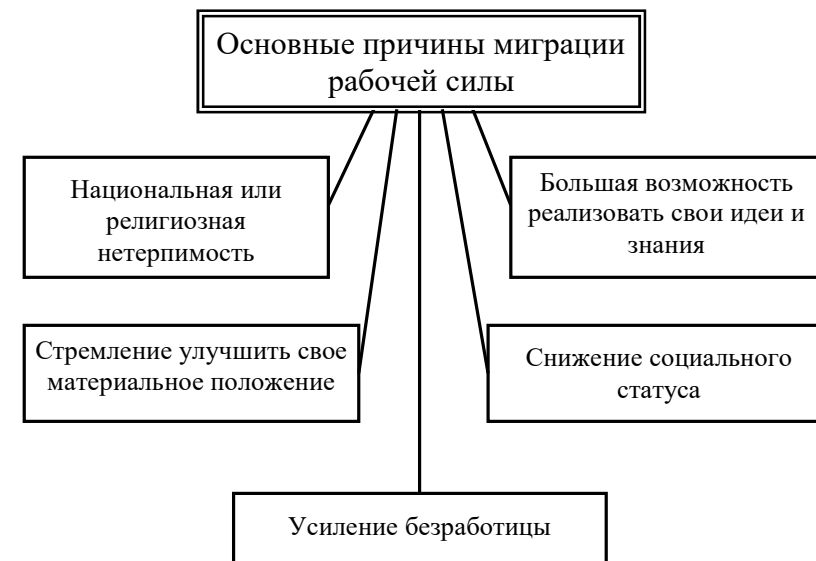 Основные причины миграции
рабочей силы
Национальная или
религиозная
нетерпимость
Большая возможность
реализовать свои идеи и
знания
Стремление улучшить свое
материальное положение
Снижение социального
статуса
Усиление безработицы